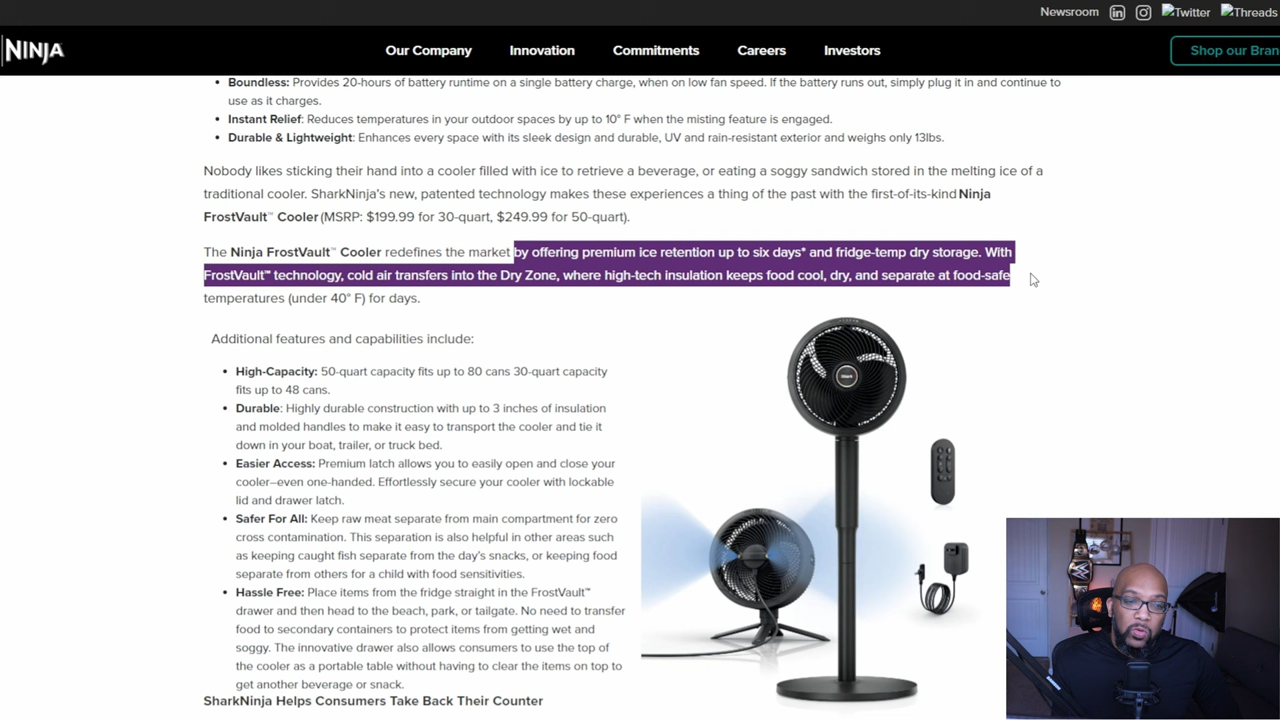 Newsroom Twitter Threads
NINJA Our Company Innovation Commitments Careers Investors Shop our Bran
• Boundless: Provides 20-hours of battery runtime on a single battery charge, when on low fan speed. If the battery runs out, simply plug it in and continue to
use as it charges.
• Instant Relief: Reduces temperatures in your outdoor spaces by up to 10° F when the misting feature is engaged.
• Durable & Lightweight: Enhances every space with its sleek design and durable, UV and rain-resistant exterior and weighs only 13lbs.
Nobody likes sticking their hand into a cooler filled with ice to retrieve a beverage, or eating a soggy sandwich stored in the melting ice of a
traditional cooler. SharkNinja's new, patented technology makes these experiences a thing of the past with the first-of-its-kind Ninja
FrostVault™ Cooler (MSRP: $199.99 for 30-quart, $249.99 for 50-quart).
The Ninja FrostVault™ Cooler redefines the market by offering premium ice retention up to six days* and fridge-temp dry storage. With
FrostVault™ technology, cold air transfers into the Dry Zone, where high-tech insulation keeps food cool, dry, and separate at food-safe
temperatures (under 40° F) for days.
Additional features and capabilities include:
• High-Capacity: 50-quart capacity fits up to 80 cans 30-quart capacity
fits up to 48 cans.
• Durable: Highly durable construction with up to 3 inches of insulation
and molded handles to make it easy to transport the cooler and tie it
down in your boat, trailer, or truck bed.
• Easier Access: Premium latch allows you to easily open and close your
cooler–even one-handed. Effortlessly secure your cooler with lockable
lid and drawer latch.
• Safer For All: Keep raw meat separate from main compartment for zero
cross contamination. This separation is also helpful in other areas such
as keeping caught fish separate from the day's snacks, or keeping food
separate from others for a child with food sensitivities.
• Hassle Free: Place items from the fridge straight in the FrostVault™
drawer and then head to the beach, park, or tailgate. No need to transfer
food to secondary containers to protect items from getting wet and
soggy. The innovative drawer also allows consumers to use the top of
the cooler as a portable table without having to clear the items on top to
get another beverage or snack.
SharkNinja Helps Consumers Take Back Their Counter
Shark